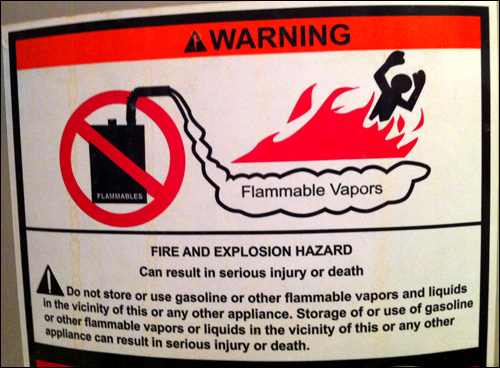 WARNING
FLAMMABLES
Flammable Vapors
FIRE AND EXPLOSION HAZARD
Can result in serious injury or death
Do not store or use gasoline or other flammable vapors and liquids
in the vicinity of this or any other appliance. Storage of or use of gasoline
or other flammable vapors or liquids in the vicinity of this or any other
appliance can result in serious injury or death.